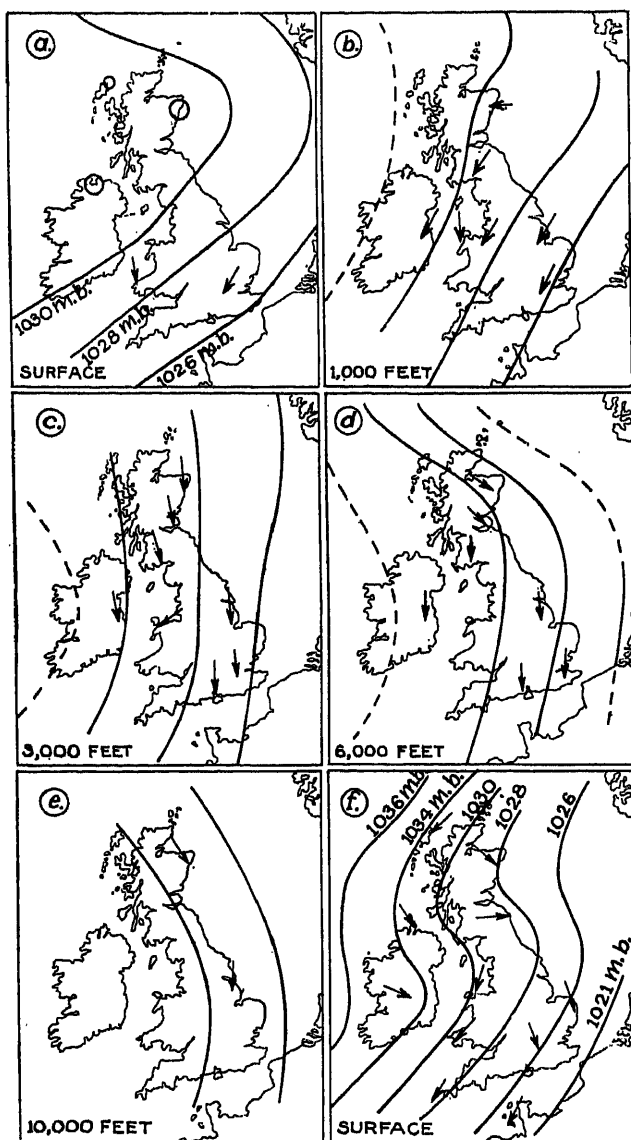 a.
1030 m.b.
1028 m.b.
1026 m.b.
SURFACE
b.
1,000 FEET
c.
3,000 FEET
d
6,000 FEET
e.
10,000 FEET
f.
1036 m.b.
1034 m.b.
1030
1028
1026
1021 m.b.
SURFACE